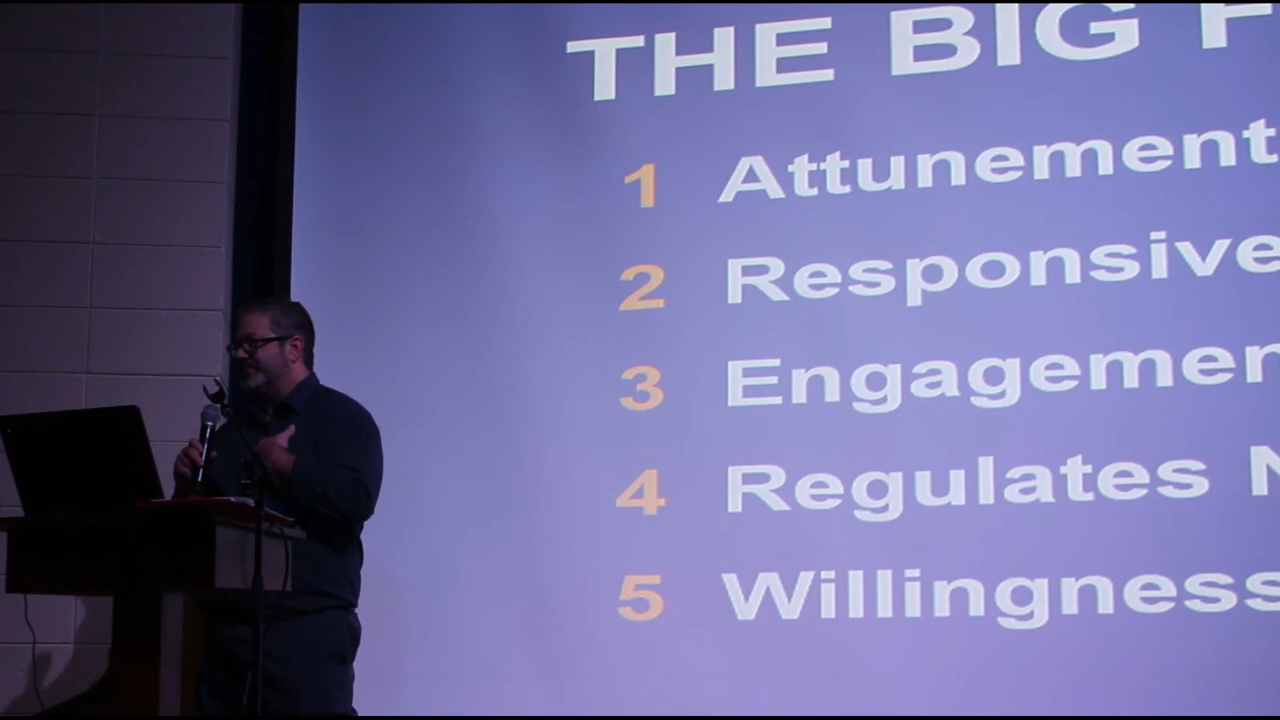 THE BIG F
1 Attunement
2 Responsive
3 Engagemen
4 Regulates N
5 Willingness